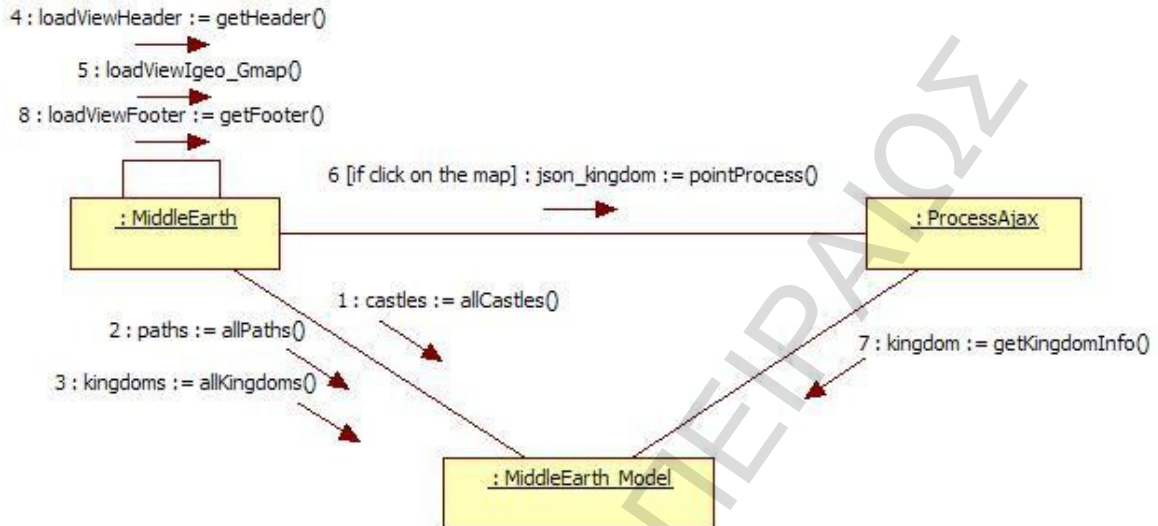 4 : loadViewHeader := getHeader()
5 : loadViewIgeo_Gmap()
8 : loadViewFooter := getFooter()
6 [if click on the map] : json_kingdom := pointProcess()
: MiddleEarth
: ProcessAjax
1 : castles := allCastles()
2 : paths := allPaths()
7 : kingdom := getKingdomInfo()
3 : kingdoms := allKingdoms()
: MiddleEarth_Model
ΠΕΙΡΑΙΩΣ